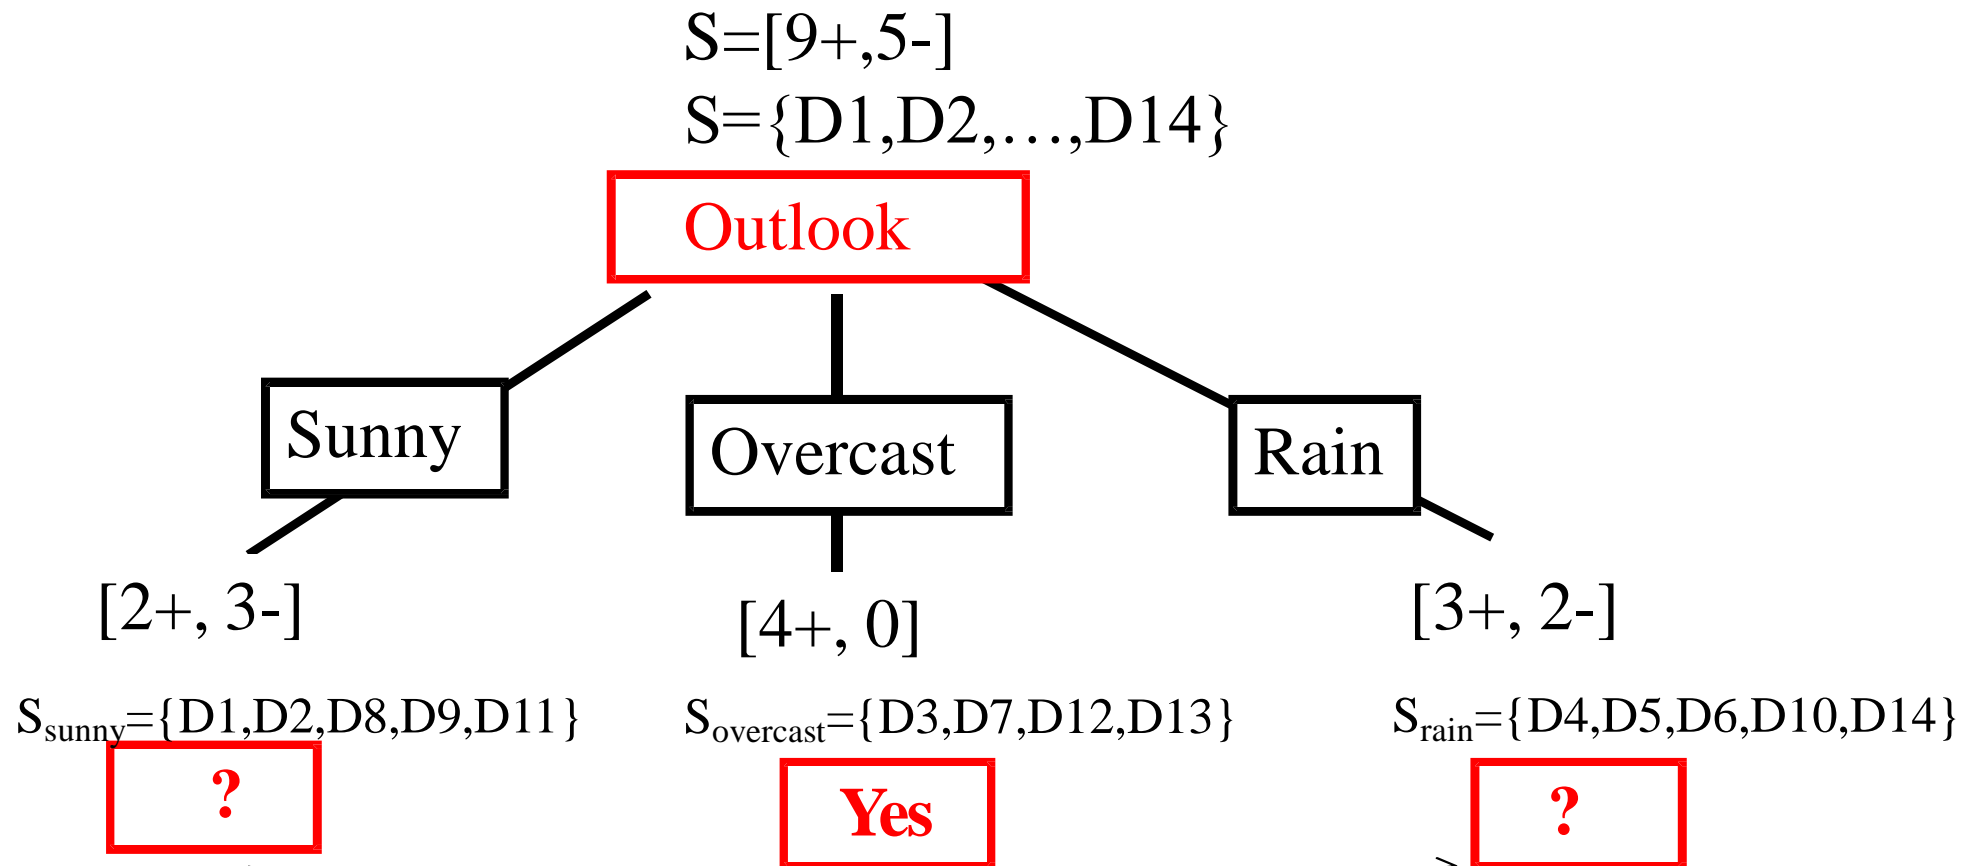 S=[9+,5-]
S={D1,D2,…,D14}
Outlook
Sunny
Overcast
Rain
[2+, 3-]
[4+, 0]
[3+, 2-]
Ssunny={D1,D2,D8,D9,D11}
Sovercast={D3,D7,D12,D13}
Srain={D4,D5,D6,D10,D14}
?
Yes
?